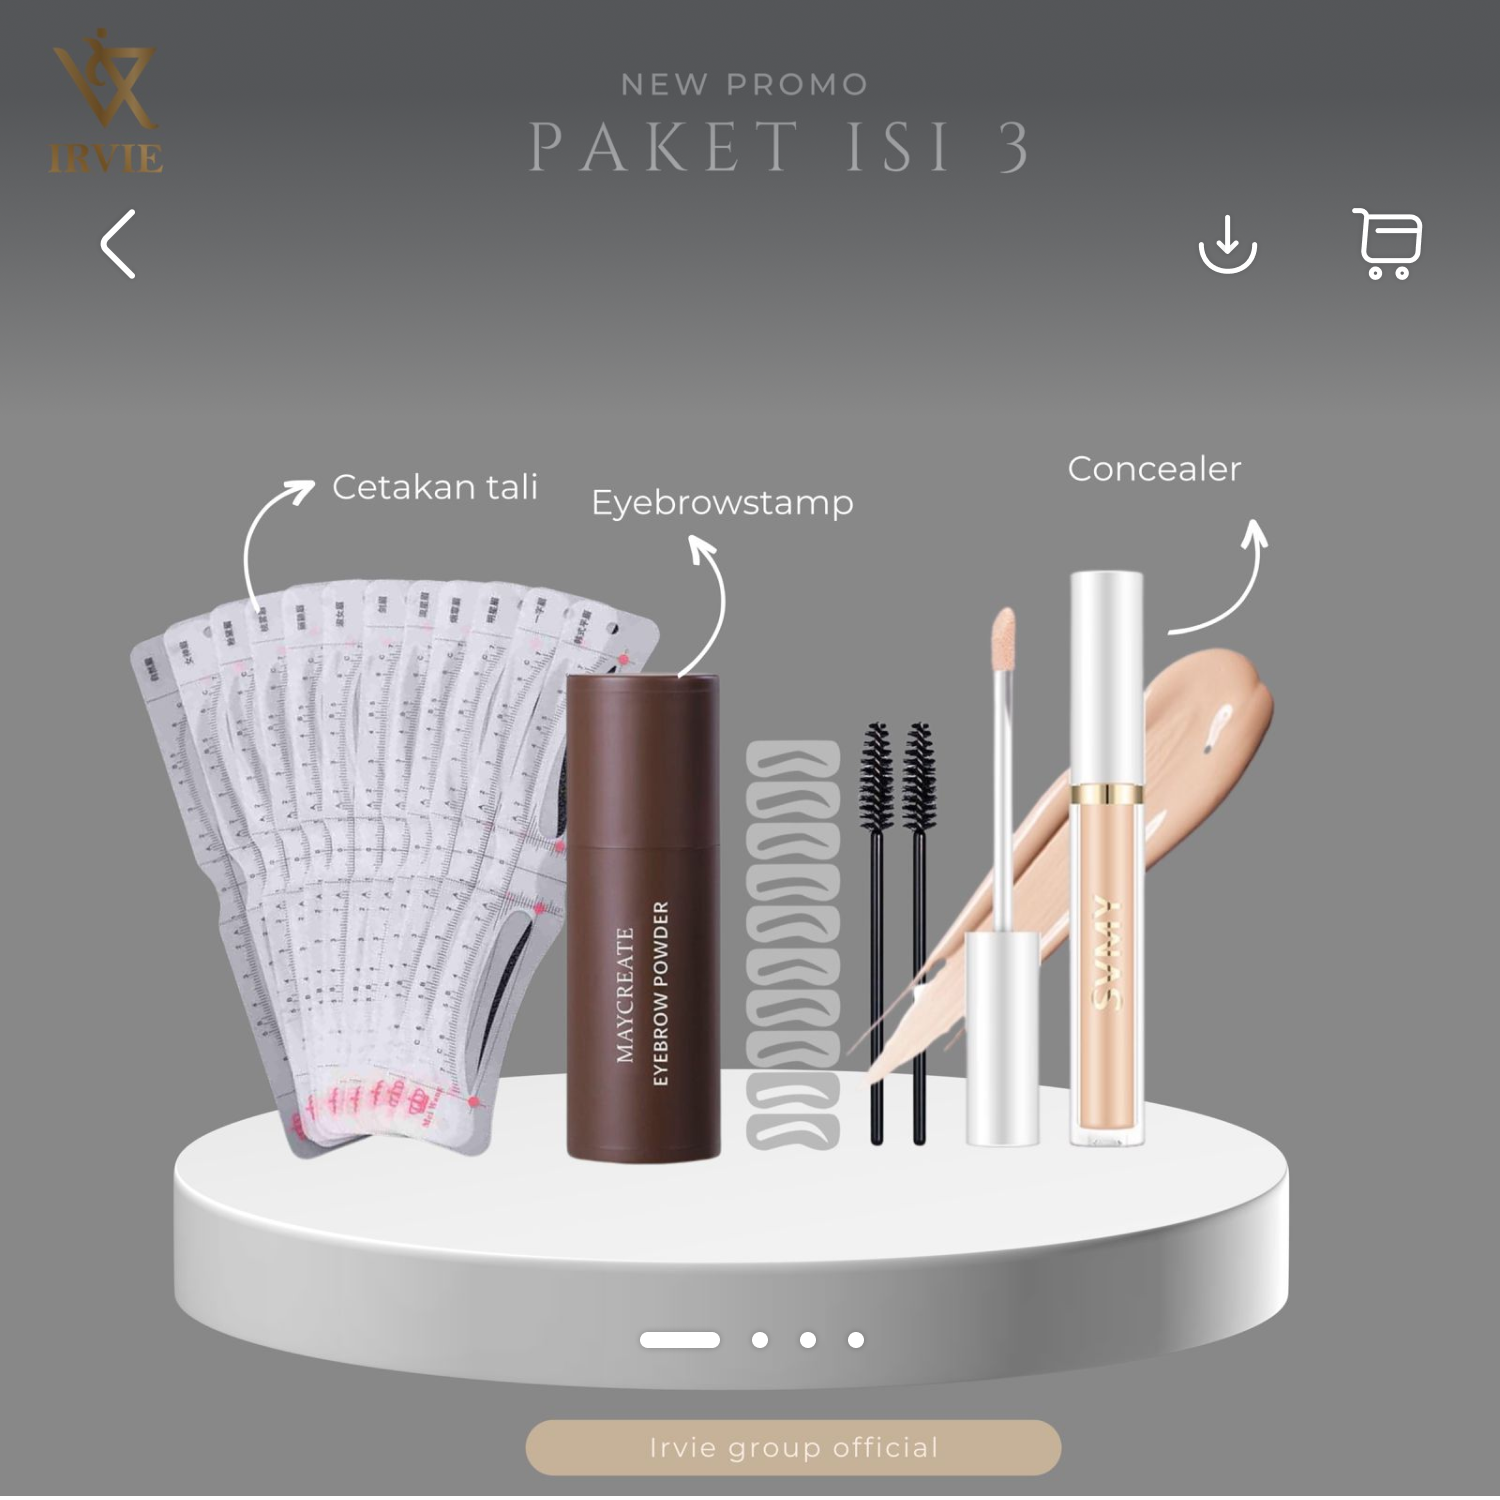 IRVIE
NEW PROMO
PAKET ISI 3
Cetakan tali
Eyebrowstamp
Concealer
MAYCREATE
EYEBROW POWDER
SVMY
Irvie group official